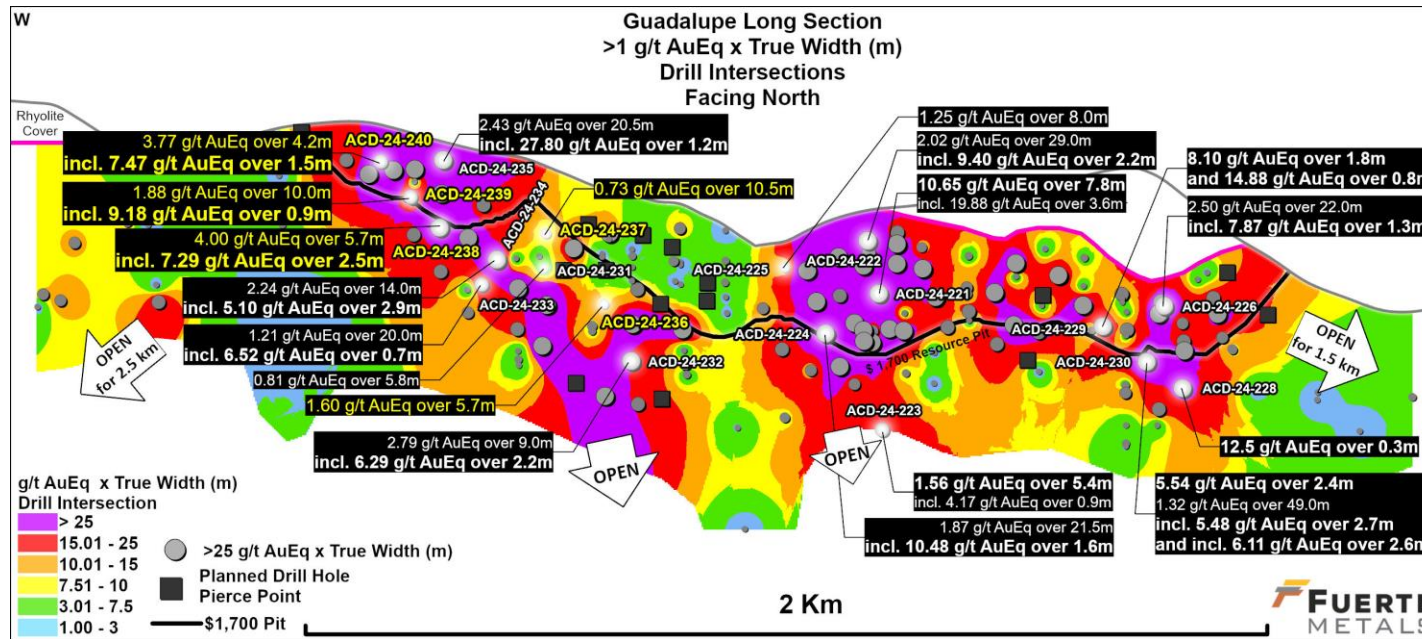 W
Guadalupe Long Section
>1 g/t AuEq x True Width (m)
Drill Intersections
Facing North
Rhyolite
Cover
3.77 g/t AuEq over 4.2m
incl. 7.47 g/t AuEq over 1.5m
1.88 g/t AuEq over 10.0m
incl. 9.18 g/t AuEq over 0.9m
4.00 g/t AuEq over 5.7m
incl. 7.29 g/t AuEq over 2.5m
2.24 g/t AuEq over 14.0m
incl. 5.10 g/t AuEq over 2.9m
1.21 g/t AuEq over 20.0m
incl. 6.52 g/t AuEq over 0.7m
0.81 g/t AuEq over 5.8m
1.60 g/t AuEq over 5.7m
2.79 g/t AuEq over 9.0m
incl. 6.29 g/t AuEq over 2.2m
2.43 g/t AuEq over 20.5m
incl. 27.80 g/t AuEq over 1.2m
0.73 g/t AuEq over 10.5m
1.25 g/t AuEq over 8.0m
2.02 g/t AuEq over 29.0m
incl. 9.40 g/t AuEq over 2.2m
10.65 g/t AuEq over 7.8m
incl. 19.88 g/t AuEq over 3.6m
8.10 g/t AuEq over 1.8m
and 14.88 g/t AuEq over 0.8m
2.50 g/t AuEq over 22.0m
incl. 7.87 g/t AuEq over 1.3m
ACD-24-240
ACD-24-235
ACD-24-239
ACD-24-234
ACD-24-238
ACD-24-237
ACD-24-231
ACD-24-233
ACD-24-236
ACD-24-232
ACD-24-225
ACD-24-222
ACD-24-221
ACD-24-224
ACD-24-223
ACD-24-229
ACD-24-226
ACD-24-230
ACD-24-228
$ 1,700 Resource Pit
OPEN
for 2.5 km
OPEN
OPEN
OPEN
for 1.5 km
12.5 g/t AuEq over 0.3m
1.56 g/t AuEq over 5.4m
incl. 4.17 g/t AuEq over 0.9m
1.87 g/t AuEq over 21.5m
incl. 10.48 g/t AuEq over 1.6m
5.54 g/t AuEq over 2.4m
1.32 g/t AuEq over 49.0m
incl. 5.48 g/t AuEq over 2.7m
and incl. 6.11 g/t AuEq over 2.6m
g/t AuEq x True Width (m)
Drill Intersection
> 25
15.01 - 25
10.01 - 15
7.51 - 10
3.01 - 7.5
1.00 - 3
>25 g/t AuEq x True Width (m)
Planned Drill Hole
Pierce Point
$1,700 Pit
2 Km
FUERTE
METALS